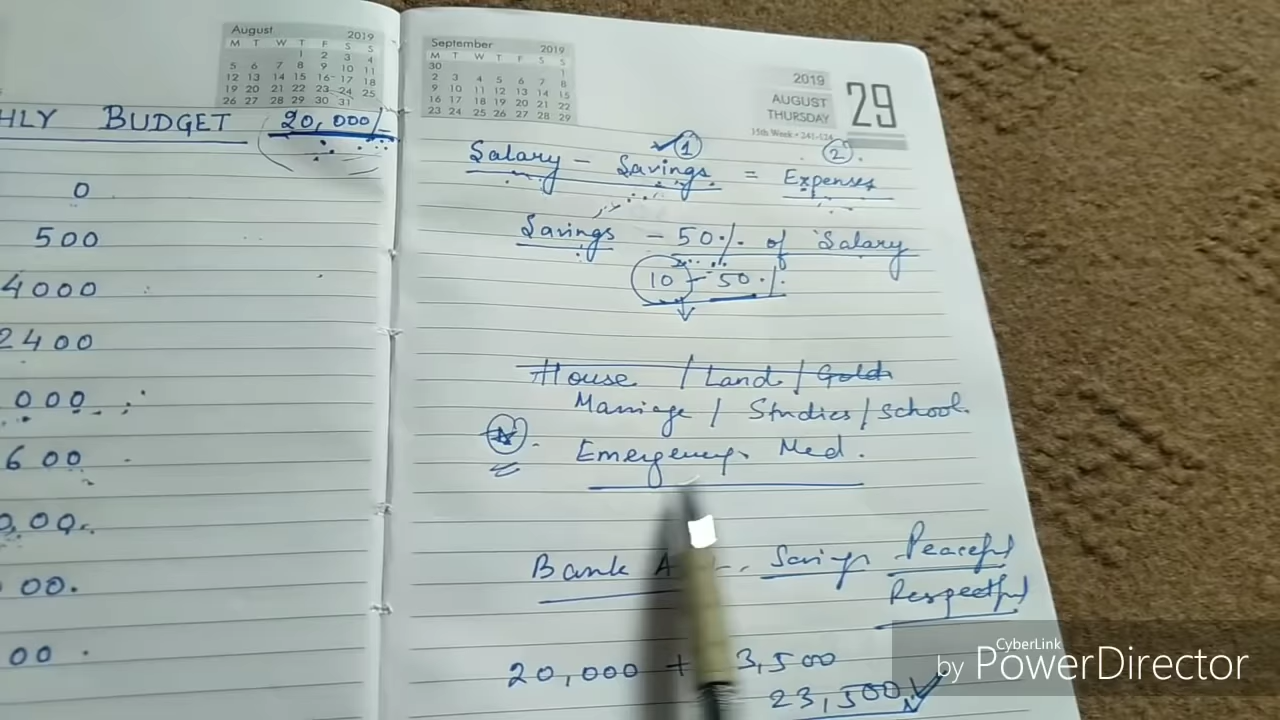 August 2019
M T W T F S S
1 2 3 4
5 6 7 8 9 10 11
12 13 14 15 16 17 18
19 20 21 22 23 24 25
26 27 28 29 30 31
HLY BUDGET 20,000/-
0
500
4000
2400
000
600
0,00.
00.
00.
September 2019
M T W T F S S
30 1
2 3 4 5 6 7 8
9 10 11 12 13 14 15
16 17 18 19 20 21 22
23 24 25 26 27 28 29
2019
AUGUST
THURSDAY
29
1
2
Salary - Savings = Expenses
Savings - 50% of Salary
10 - 50%
House / Land / Gold
Marriage / Studies / School.
Emergency Med.
Bank A Savings Peaceful
Respectful
20,000 + 3,500
23,500
CyberLink
by PowerDirector